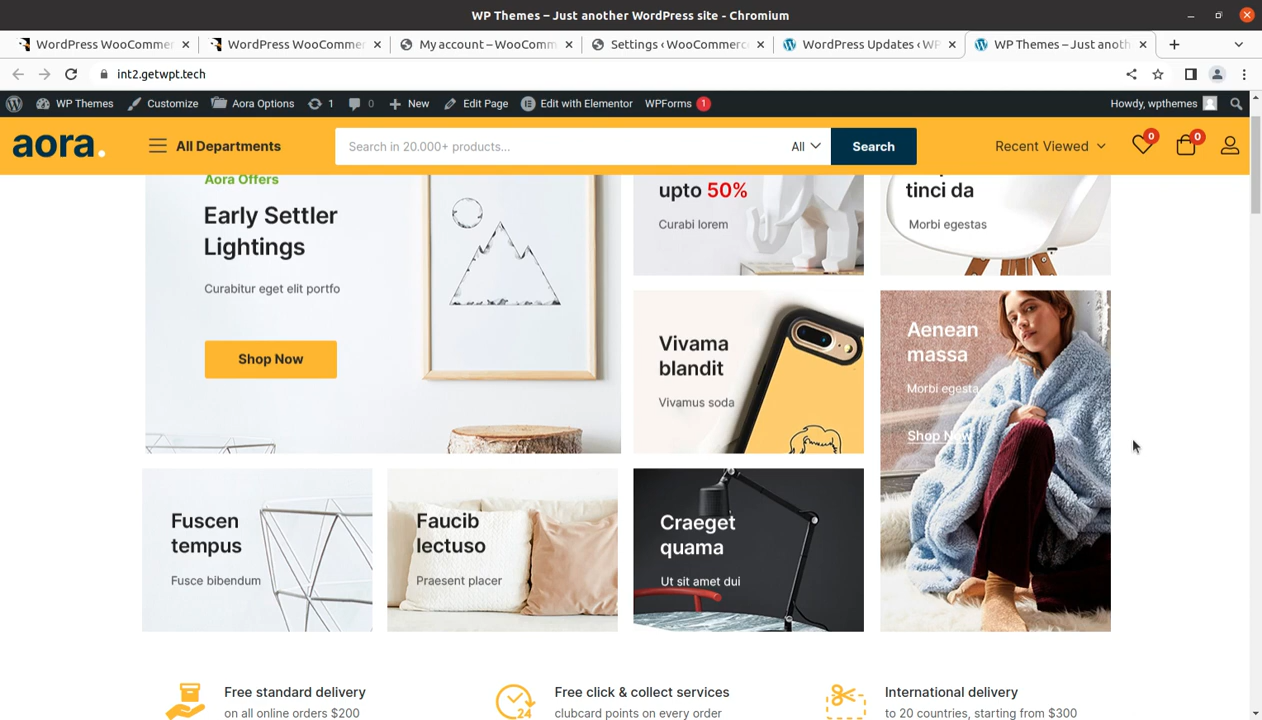 WP Themes – Just another WordPress site - Chromium
WordPress WooCommer
WordPress WooCommer
My account – WooComm
Settings ‹ WooCommerc
WordPress Updates ‹ WP
WP Themes – Just anoth
int2.getwpt.tech
WP Themes
Customize
Aora Options
1
0
New
Edit Page
Edit with Elementor
WPForms 1
Howdy, wpthemes
aora.
All Departments
Search in 20.000+ products...
All
Search
Recent Viewed
0
0
Aora Offers
Early Settler
Lightings
Curabitur eget elit portfo
Shop Now
upto 50%
Curabi lorem
tinci da
Morbi egestas
Vivama
blandit
Vivamus soda
Aenean
massa
Morbi egesta
Shop Now
Fuscen
tempus
Fusce bibendum
Faucib
lectuso
Praesent placer
Craeget
quama
Ut sit amet dui
Free standard delivery
on all online orders $200
24
Free click & collect services
clubcard points on every order
International delivery
to 20 countries, starting from $300